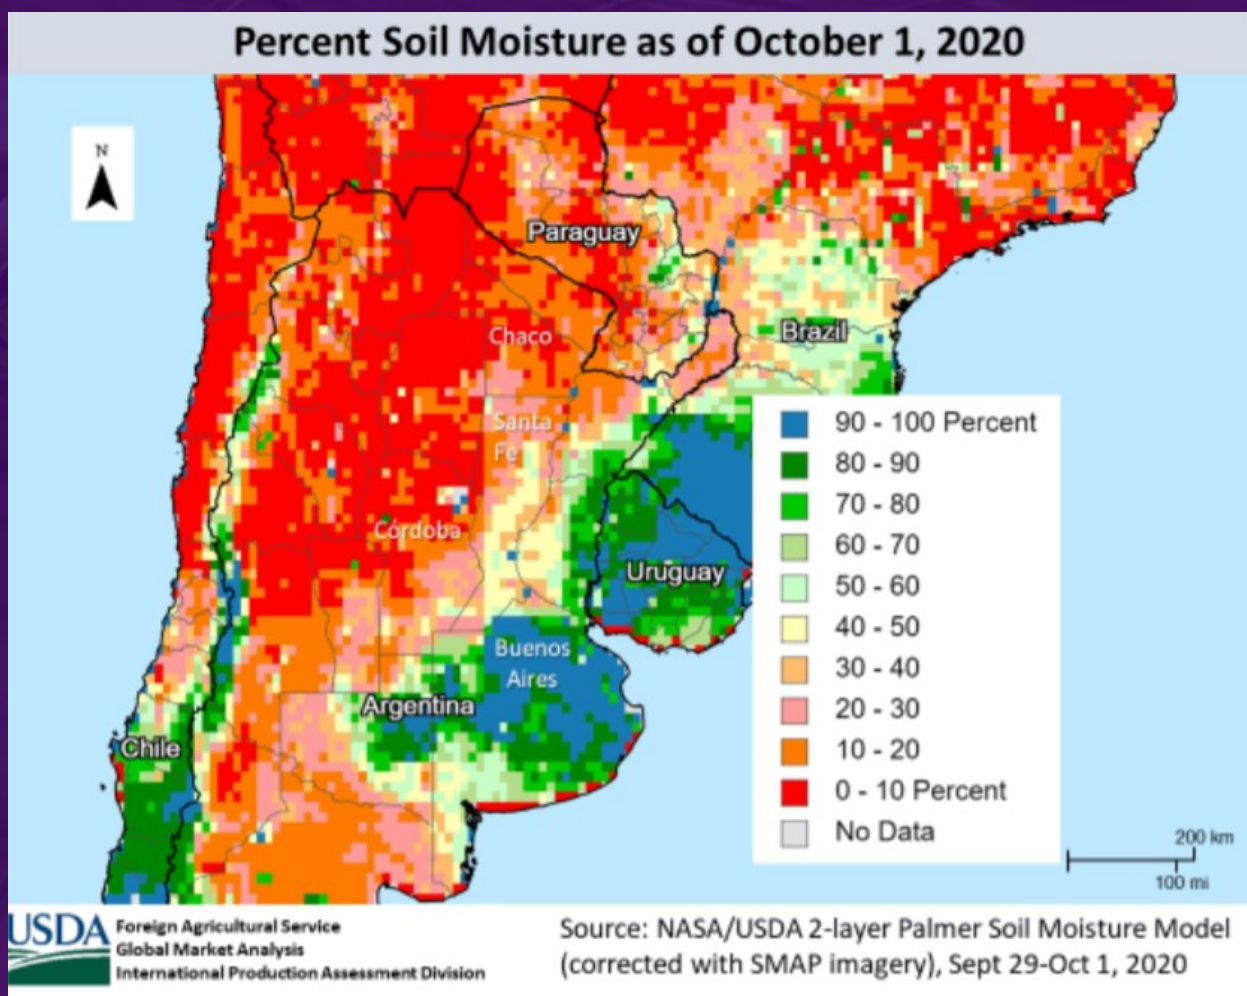 Percent Soil Moisture as of October 1, 2020
N
Paraguay
Chaco
Brazil
Santa
Fe
Córdoba
Uruguay
Buenos
Aires
Argentina
Chile
90 - 100 Percent
80 - 90
70 - 80
60 - 70
50 - 60
40 - 50
30 - 40
20 - 30
10 - 20
0 - 10 Percent
No Data
200 km
100 mi
USDA
Foreign Agricultural Service
Global Market Analysis
International Production Assessment Division
Source: NASA/USDA 2-layer Palmer Soil Moisture Model
(corrected with SMAP imagery), Sept 29-Oct 1, 2020